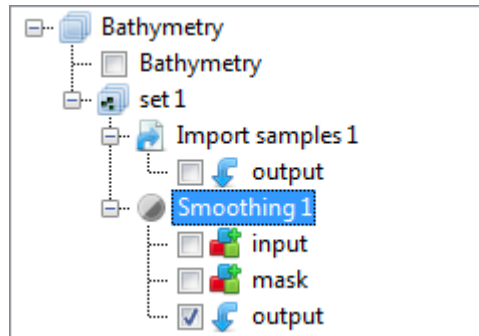 Bathymetry
Bathymetry
set 1
Import samples 1
output
Smoothing 1
input
mask
output